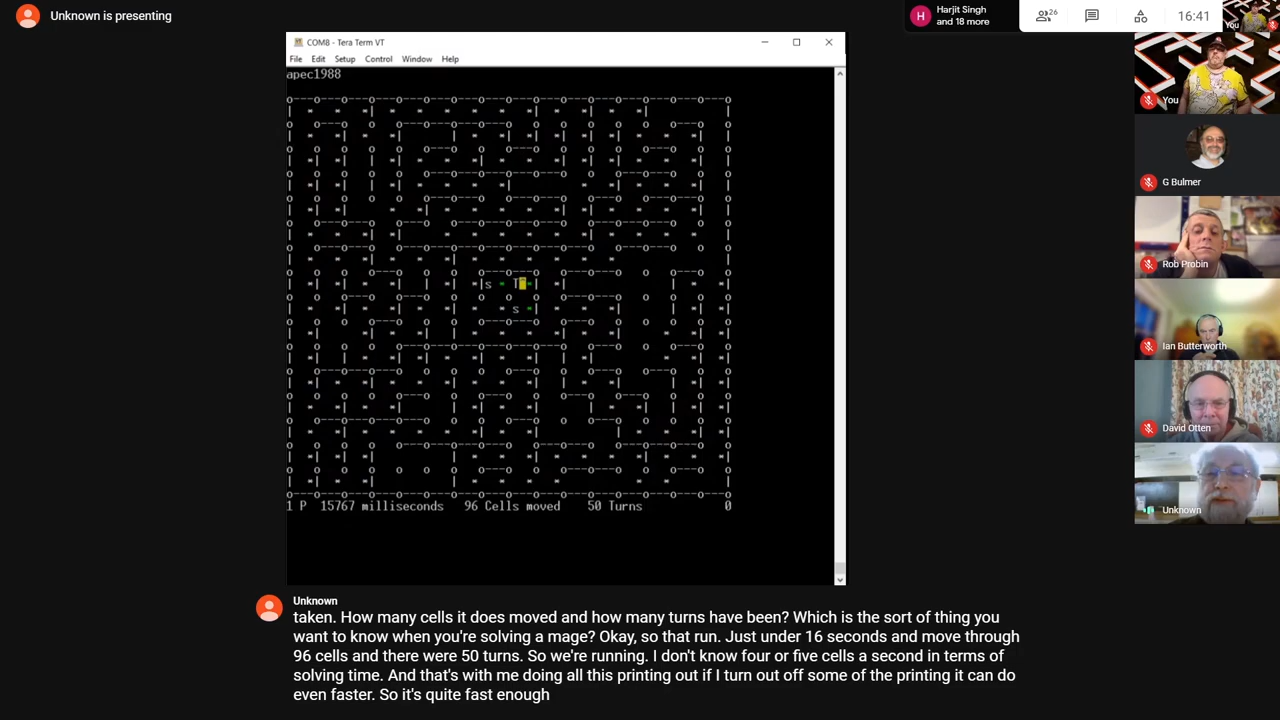 Unknown is presenting
H
Harjit Singh
and 18 more
26
16:41
You
COM8 - Tera Term VT
File Edit Setup Control Window Help
apec1988
You
G Bulmer
Rob Probin
Ian Butterworth
David Otten
Unknown
1 P 15767 milliseconds 96 Cells moved 50 Turns 0
Unknown
taken. How many cells it does moved and how many turns have been? Which is the sort of thing you
want to know when you're solving a mage? Okay, so that run. Just under 16 seconds and move through
96 cells and there were 50 turns. So we're running. I don't know four or five cells a second in terms of
solving time. And that's with me doing all this printing out if I turn out off some of the printing it can do
even faster. So it's quite fast enough